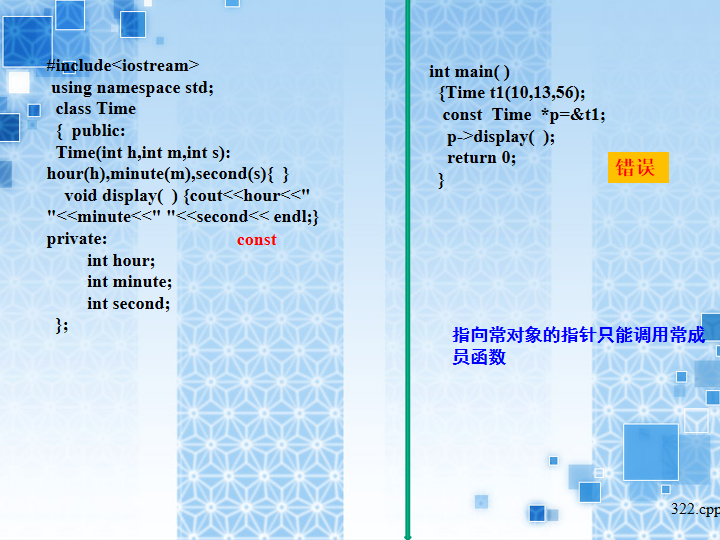 #include<iostream>
using namespace std;
class Time
{  public:
Time(int h,int m,int s):
hour(h),minute(m),second(s){  }
void display(  ) {cout<<hour<<"
"<<minute<<" "<<second<< endl;}
private:
const
int hour;
int minute;
int second;
};
int main( )
{Time t1(10,13,56);
const  Time  *p=&t1;
p->display(  );
return 0;
}
错误
指向常对象的指针只能调用常成
员函数
322.cpp